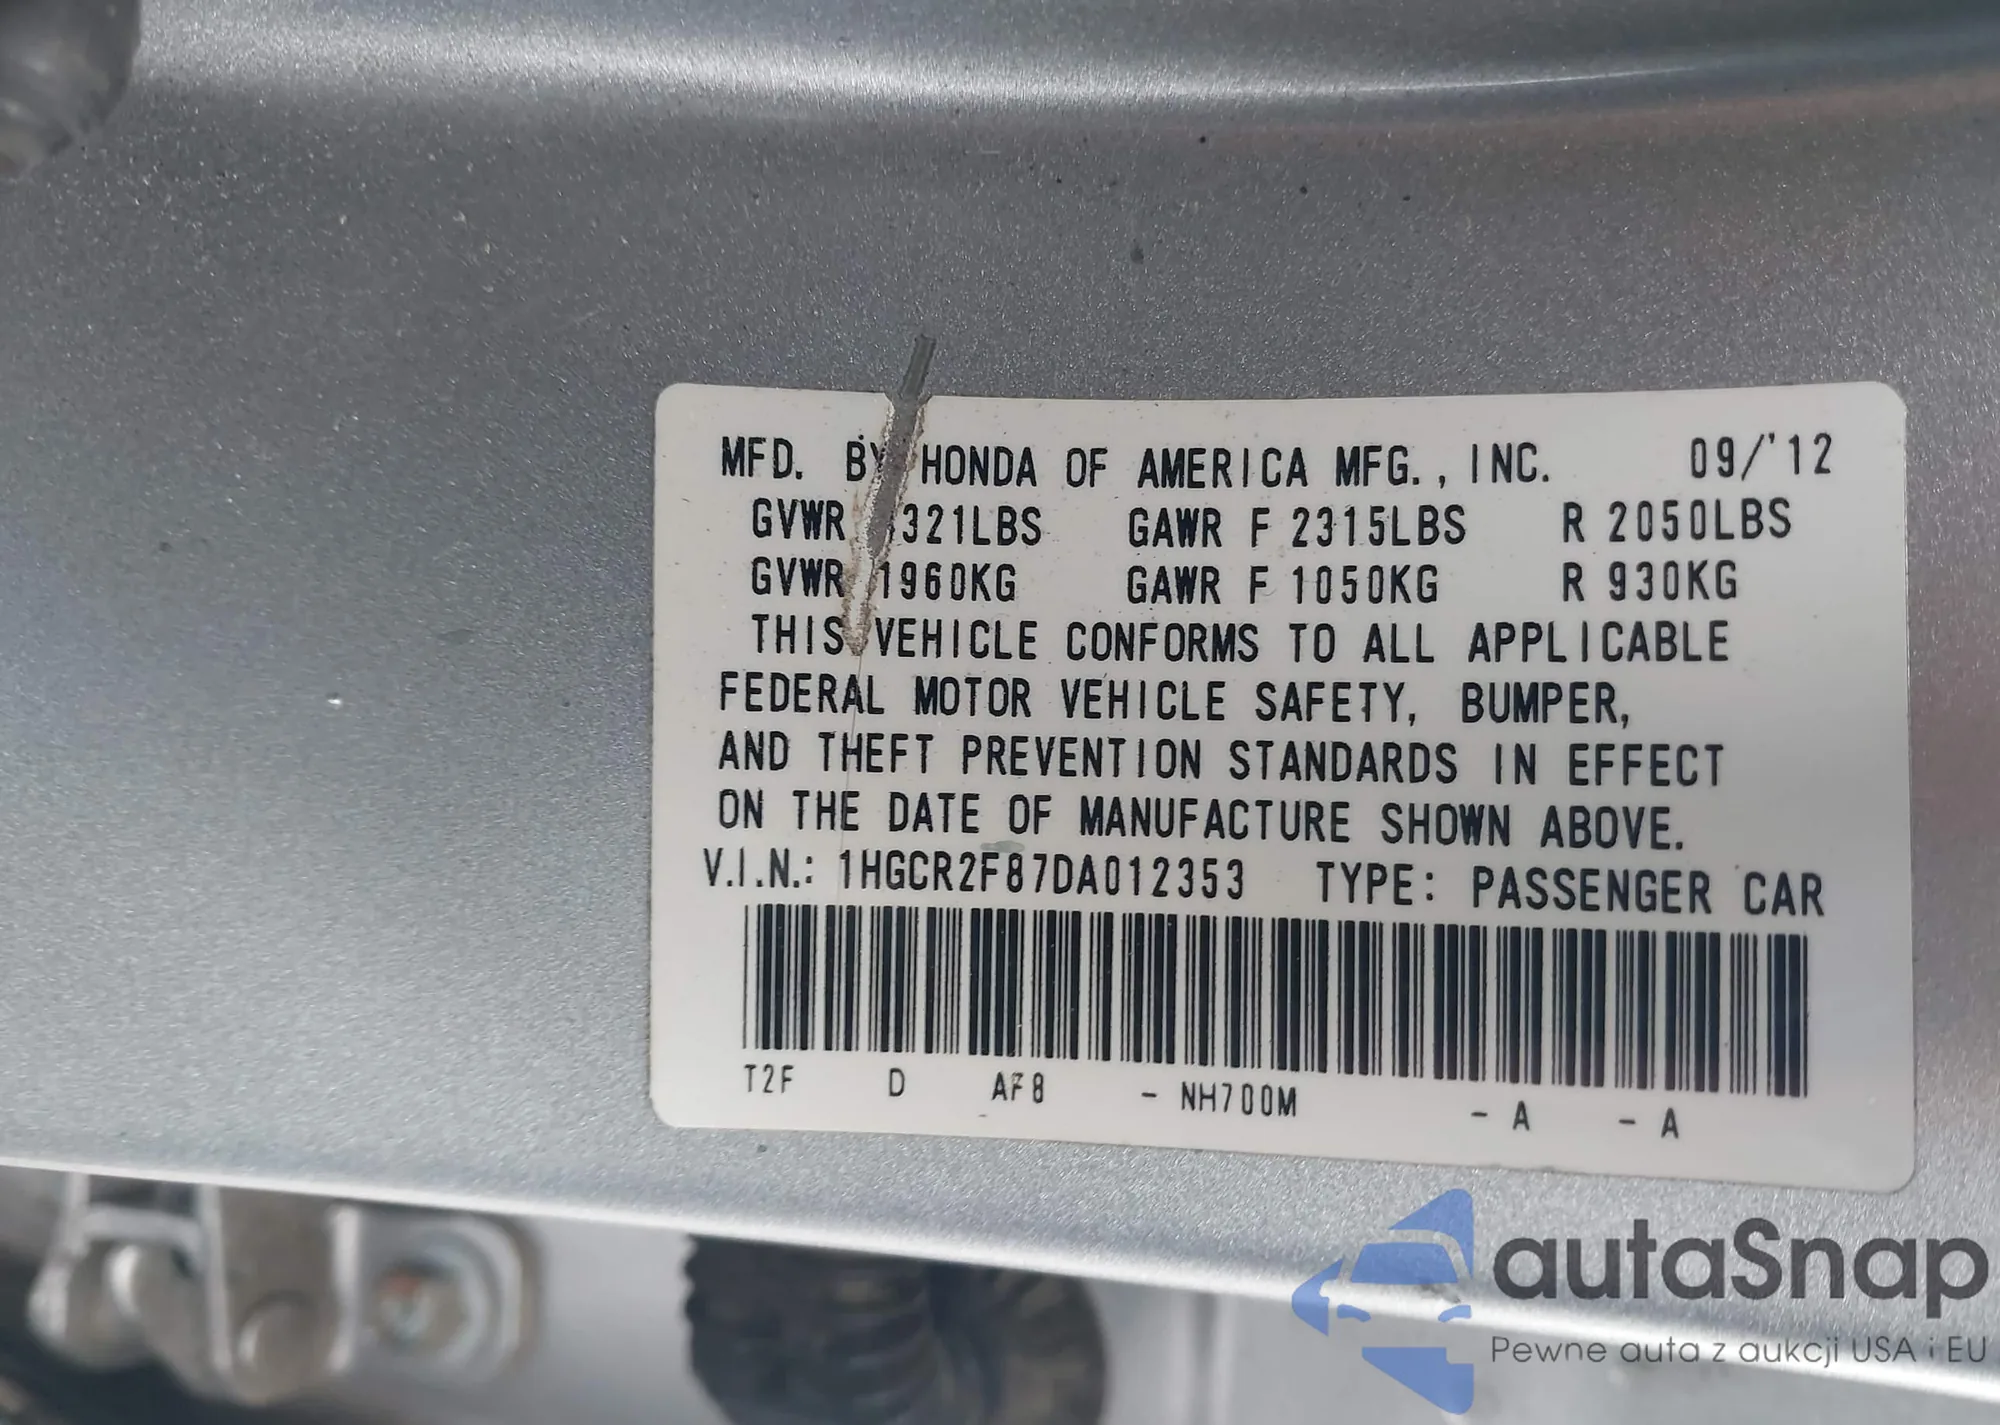 MFD. BY HONDA OF AMERICA MFG., INC. 09/'12
GVWR 321LBS GAWR F 2315LBS R 2050LBS
GVWR 1960KG GAWR F 1050KG R 930KG
THIS VEHICLE CONFORMS TO ALL APPLICABLE
FEDERAL MOTOR VEHICLE SAFETY, BUMPER,
AND THEFT PREVENTION STANDARDS IN EFFECT
ON THE DATE OF MANUFACTURE SHOWN ABOVE.
V.I.N.: 1HGCR2F87DA012353 TYPE: PASSENGER CAR
T2F D AF8 - NH700M - A - A
autaSnap
Pewne auta z aukcji USA i EU